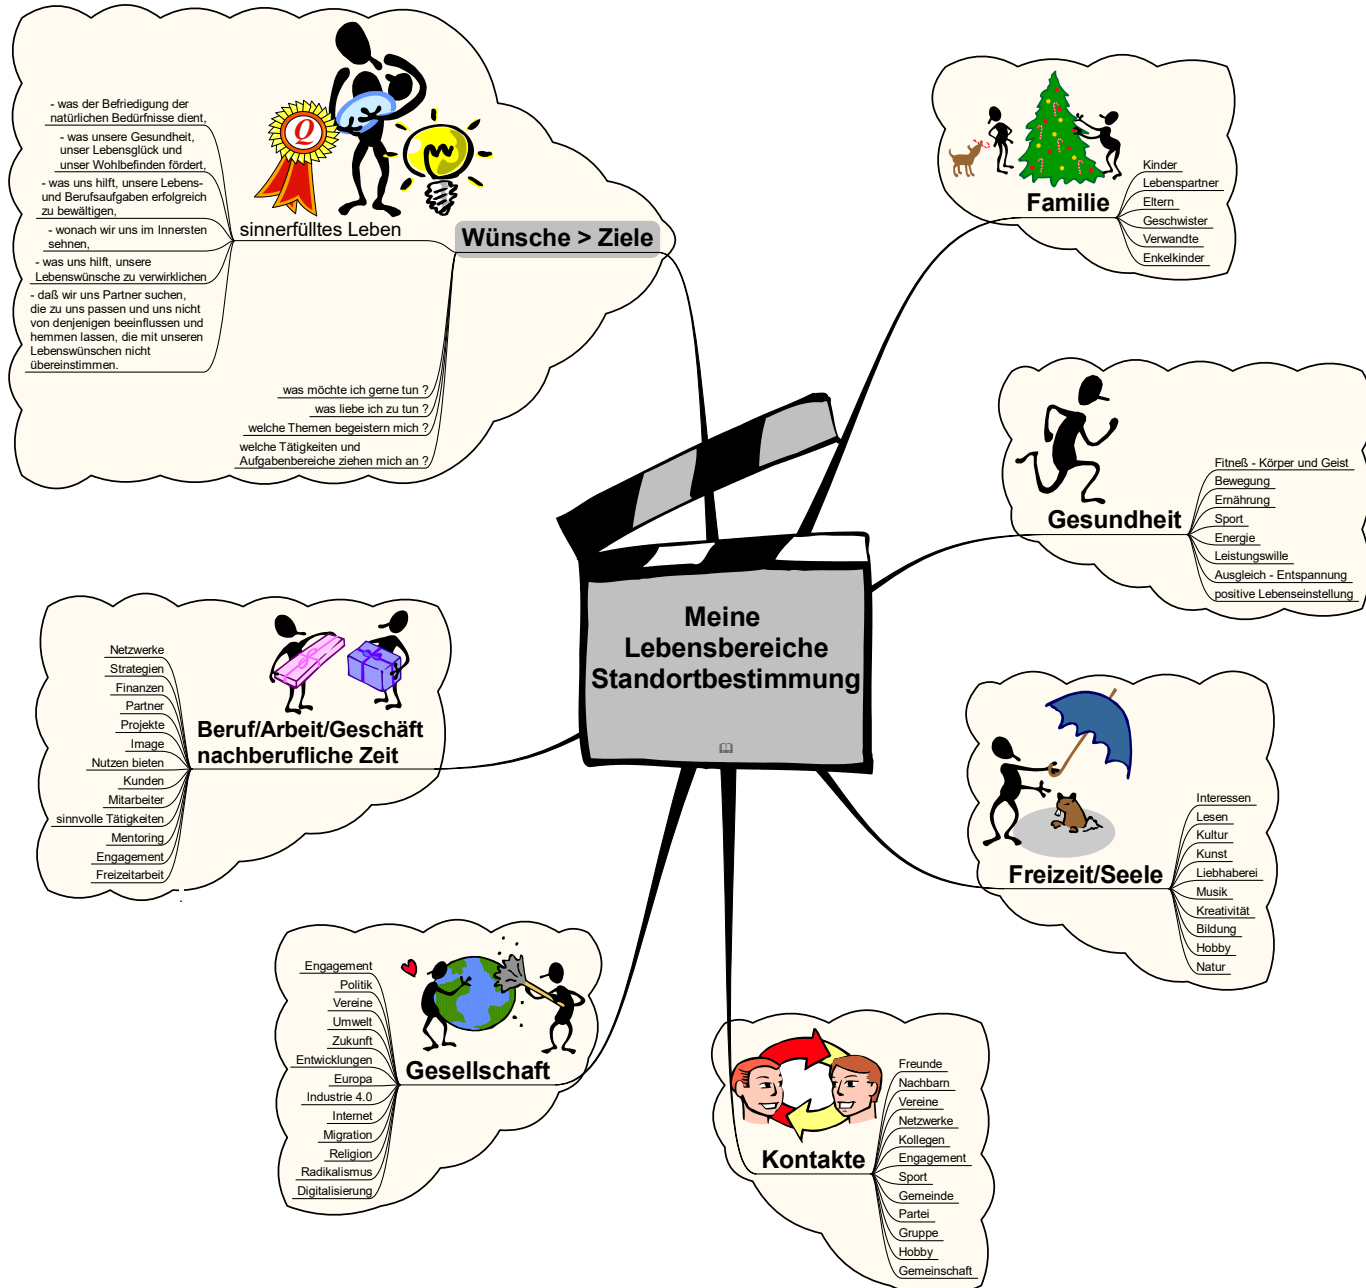 Meine
Lebensbereiche
Standortbestimmung
Wünsche > Ziele
sinnerfülltes Leben
Q
- was der Befriedigung der
natürlichen Bedürfnisse dient,
- was unsere Gesundheit,
unser Lebensglück und
unser Wohlbefinden fördert,
- was uns hilft, unsere Lebens-
und Berufsaufgaben erfolgreich
zu bewältigen,
- wonach wir uns im Innersten
sehnen,
- was uns hilft, unsere
Lebenswünsche zu verwirklichen
- daß wir uns Partner suchen,
die zu uns passen und uns nicht
von denjenigen beeinflussen und
hemmen lassen, die mit unseren
Lebenswünschen nicht
übereinstimmen.
was möchte ich gerne tun ?
was liebe ich zu tun ?
welche Themen begeistern mich ?
welche Tätigkeiten und
Aufgabenbereiche ziehen mich an ?
Familie
Kinder
Lebenspartner
Eltern
Geschwister
Verwandte
Enkelkinder
Gesundheit
Fitneß - Körper und Geist
Bewegung
Ernährung
Sport
Energie
Leistungswille
Ausgleich - Entspannung
positive Lebenseinstellung
Freizeit/Seele
Interessen
Lesen
Kultur
Kunst
Liebhaberei
Musik
Kreativität
Bildung
Hobby
Natur
Kontakte
Freunde
Nachbarn
Vereine
Netzwerke
Kollegen
Engagement
Sport
Gemeinde
Partei
Gruppe
Hobby
Gemeinschaft
Gesellschaft
Engagement
Politik
Vereine
Umwelt
Zukunft
Entwicklungen
Europa
Industrie 4.0
Internet
Migration
Religion
Radikalismus
Digitalisierung
Beruf/Arbeit/Geschäft
nachberufliche Zeit
Netzwerke
Strategien
Finanzen
Partner
Projekte
Image
Nutzen bieten
Kunden
Mitarbeiter
sinnvolle Tätigkeiten
Mentoring
Engagement
Freizeitarbeit